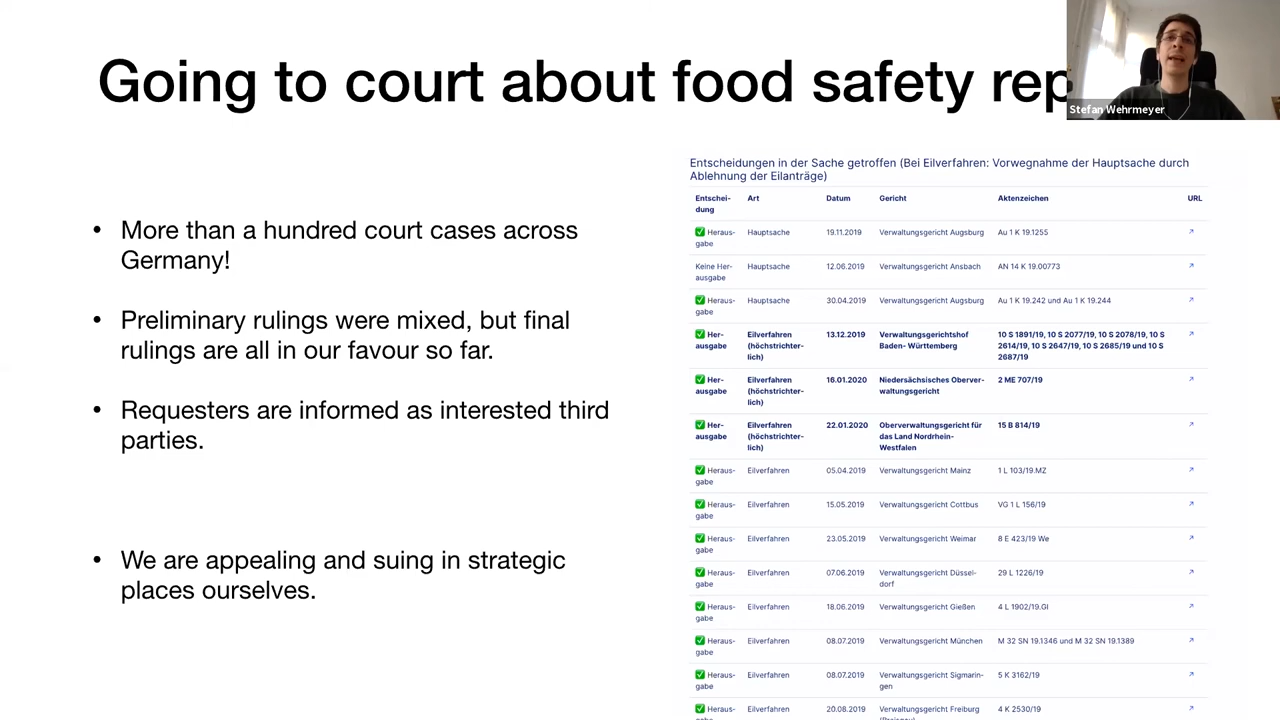 Going to court about food safety rep
Stefan Wehrmeyer
• More than a hundred court cases across
Germany!
• Preliminary rulings were mixed, but final
rulings are all in our favour so far.
• Requesters are informed as interested third
parties.
• We are appealing and suing in strategic
places ourselves.
Entscheidungen in der Sache getroffen (Bei Eilverfahren: Vorwegnahme der Hauptsache durch
Ablehnung der Eilanträge)
Entschei- Art Datum Gericht Aktenzeichen URL
dung
✅ Heraus- Hauptsache 19.11.2019 Verwaltungsgericht Augsburg Au 1 K 19.1255 ↗
gabe
Keine Her- Hauptsache 12.06.2019 Verwaltungsgericht Ansbach AN 14 K 19.00773 ↗
ausgabe
✅ Heraus- Hauptsache 30.04.2019 Verwaltungsgericht Augsburg Au 1 K 19.242 und Au 1 K 19.244 ↗
gabe
✅ Her- Eilverfahren 13.12.2019 Verwaltungsgerichtshof 10 S 1891/19, 10 S 2077/19, 10 S 2078/19, 10 S ↗
ausgabe (höchstrichter- Baden- Württemberg 2614/19, 10 S 2647/19, 10 S 2685/19 und 10 S
lich) 2687/19
✅ Her- Eilverfahren 16.01.2020 Niedersächsisches Oberver- 2 ME 707/19 ↗
ausgabe (höchstrichter- waltungsgericht
lich)
✅ Her- Eilverfahren 22.01.2020 Oberverwaltungsgericht für 15 B 814/19 ↗
ausgabe (höchstrichter- das Land Nordrhein-
lich) Westfalen
✅ Heraus- Eilverfahren 05.04.2019 Verwaltungsgericht Mainz 1 L 103/19.MZ ↗
gabe
✅ Heraus- Eilverfahren 15.05.2019 Verwaltungsgericht Cottbus VG 1 L 156/19 ↗
gabe
✅ Heraus- Eilverfahren 23.05.2019 Verwaltungsgericht Weimar 8 E 423/19 We ↗
gabe
✅ Heraus- Eilverfahren 07.06.2019 Verwaltungsgericht Düssel- 29 L 1226/19 ↗
gabe dorf
✅ Heraus- Eilverfahren 18.06.2019 Verwaltungsgericht Gießen 4 L 1902/19.GI ↗
gabe
✅ Heraus- Eilverfahren 08.07.2019 Verwaltungsgericht München M 32 SN 19.1346 und M 32 SN 19.1389 ↗
gabe
✅ Heraus- Eilverfahren 08.07.2019 Verwaltungsgericht Sigmarin- 5 K 3162/19 ↗
gabe gen
✅ Heraus- Eilverfahren 20.08.2019 Verwaltungsgericht Freiburg 4 K 2530/19 ↗